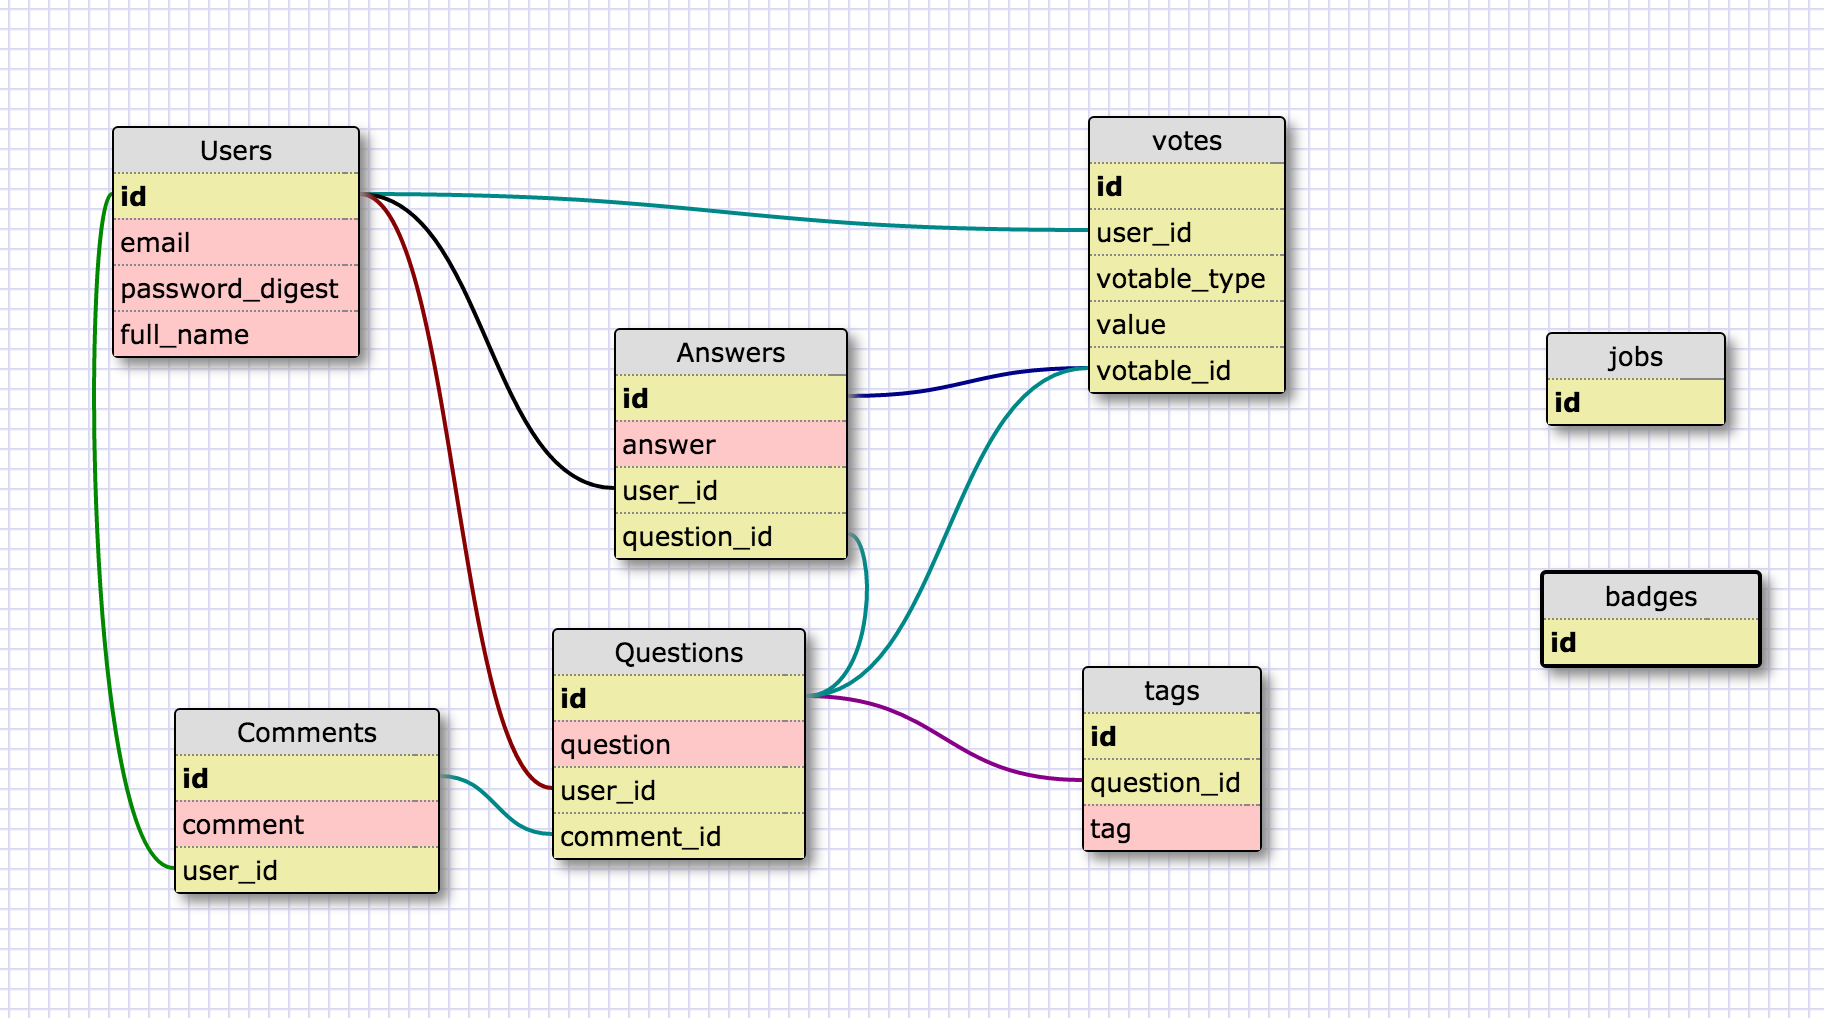 Users
id
email
password_digest
full_name
votes
id
user_id
votable_type
value
votable_id
Answers
id
answer
user_id
question_id
jobs
id
badges
id
Questions
id
question
user_id
comment_id
tags
id
question_id
tag
Comments
id
comment
user_id